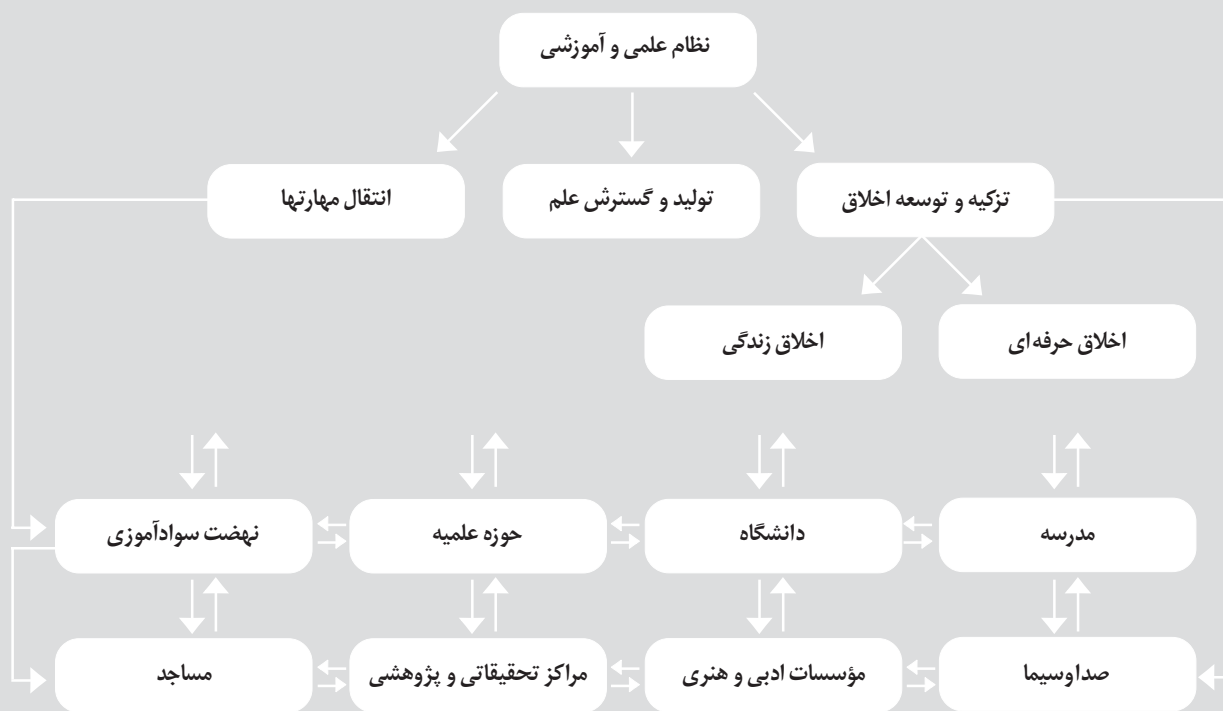 نظام علمی و آموزشی
تزکیه و توسعه اخلاق
تولید و گسترش علم
انتقال مهارتها
اخلاق حرفه‌ای
اخلاق زندگی
مدرسه
دانشگاه
حوزه علمیه
نهضت سوادآموزی
صداوسیما
مؤسسات ادبی و هنری
مراکز تحقیقاتی و پژوهشی
مساجد